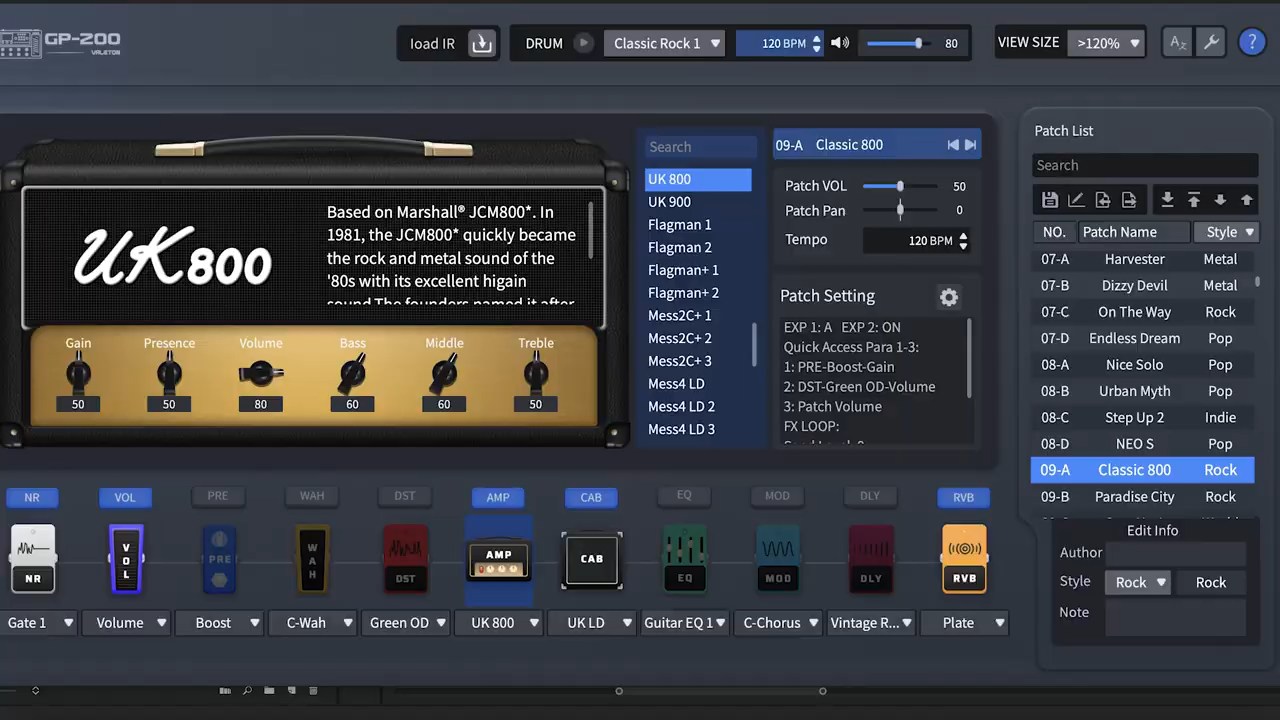 GP-200
VALETON
load IR
DRUM
Classic Rock 1
120 BPM
80
VIEW SIZE
>120%
Az
?
UK800
Based on Marshall® JCM800*. In
1981, the JCM800* quickly became
the rock and metal sound of the
'80s with its excellent higain
sound.The founders named it after
Gain Presence Volume Bass Middle Treble
50 50 80 60 60 50
Search
UK 800
UK 900
Flagman 1
Flagman 2
Flagman+ 1
Flagman+ 2
Mess2C+ 1
Mess2C+ 2
Mess2C+ 3
Mess4 LD
Mess4 LD 2
Mess4 LD 3
09-A Classic 800
Patch VOL 50
Patch Pan 0
Tempo 120 BPM
Patch Setting
EXP 1: A EXP 2: ON
Quick Access Para 1-3:
1: PRE-Boost-Gain
2: DST-Green OD-Volume
3: Patch Volume
FX LOOP:
Send Level: 0
Patch List
Search
NO. Patch Name Style
07-A Harvester Metal
07-B Dizzy Devil Metal
07-C On The Way Rock
07-D Endless Dream Pop
08-A Nice Solo Pop
08-B Urban Myth Pop
08-C Step Up 2 Indie
08-D NEO S Pop
09-A Classic 800 Rock
09-B Paradise City Rock
Edit Info
Author
Style Rock Rock
Note
NR VOL PRE WAH DST AMP CAB EQ MOD DLY RVB
NR VOL PRE WAH DST AMP CAB EQ MOD DLY RVB
Gate 1 Volume Boost C-Wah Green OD UK 800 UK LD Guitar EQ 1 C-Chorus Vintage R... Plate